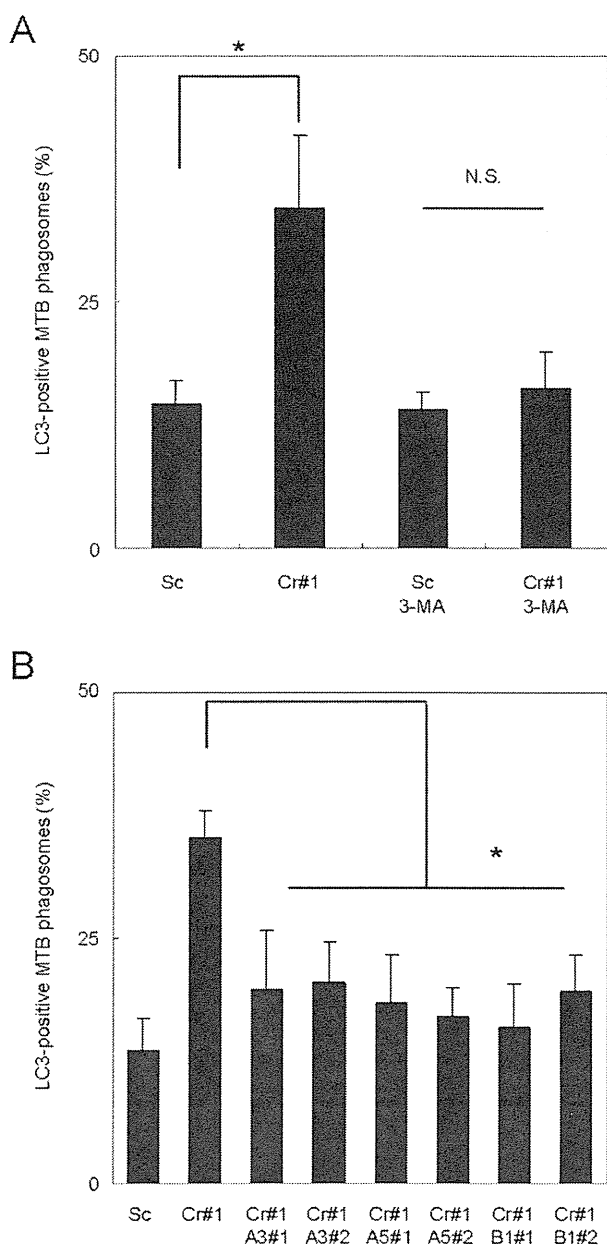 A
50
*
N.S.
25
0
LC3-positive MTB phagosomes (%)
Sc Cr#1 Sc Cr#1
3-MA 3-MA
B
50
*
25
0
LC3-positive MTB phagosomes (%)
Sc Cr#1 Cr#1 Cr#1 Cr#1 Cr#1 Cr#1 Cr#1
A3#1 A3#2 A5#1 A5#2 B1#1 B1#2